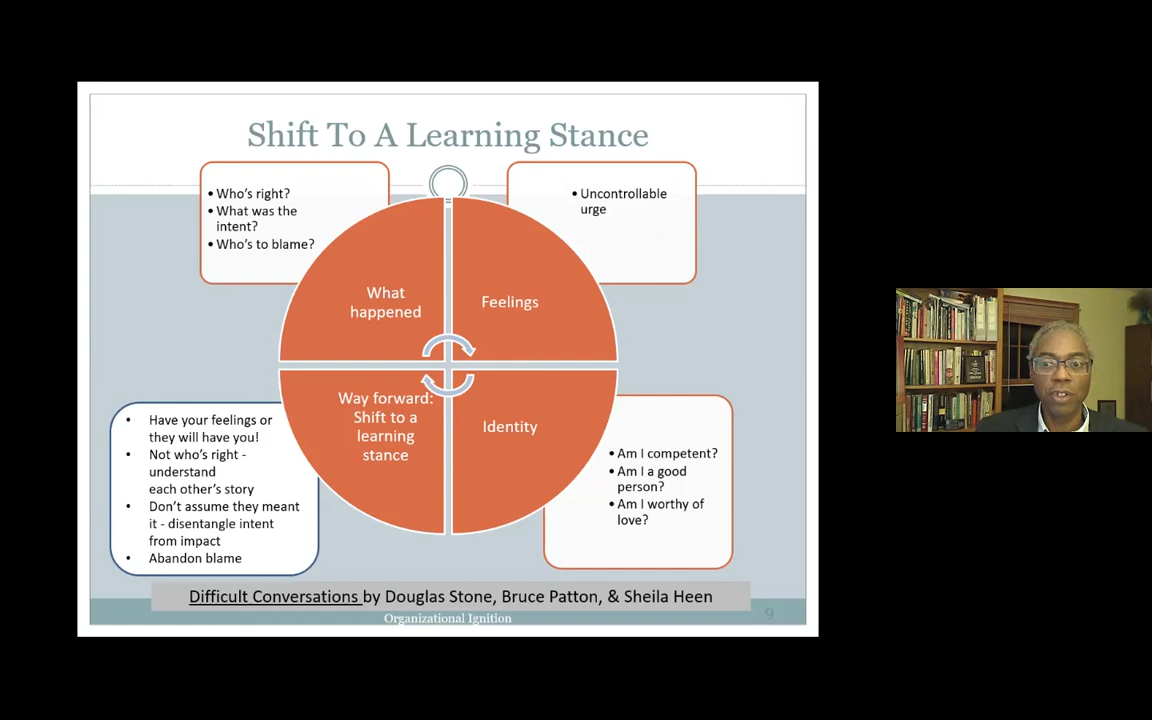 Shift To A Learning Stance
• Who's right?
• What was the
intent?
• Who's to blame?
• Uncontrollable
urge
What
happened
Feelings
Way forward:
Shift to a
learning
stance
Identity
• Have your feelings or
they will have you!
• Not who's right -
understand
each other's story
• Don't assume they meant
it - disentangle intent
from impact
• Abandon blame
• Am I competent?
• Am I a good
person?
• Am I worthy of
love?
Difficult Conversations by Douglas Stone, Bruce Patton, & Sheila Heen
Organizational Ignition
9